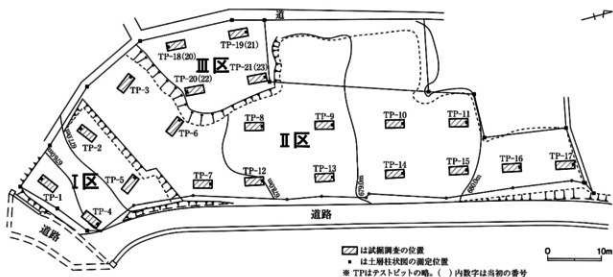 道
TP-19(21)
TP-18(20)
III区
TP-21(23)
TP-20(22)
TP-3
TP-6
TP-8
TP-9
TP-10
TP-11
TP-2
II区
I区
TP-5
TP-7
TP-12
TP-13
TP-14
TP-15
TP-16
TP-17
TP-1
TP-4
道路
道路
は試掘調査の位置
は土層柱状図の測定位置
※ TPはテストピットの略。( )内数字は当初の番号
0 10m